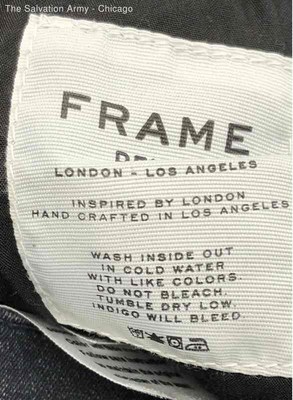 The Salvation Army - Chicago
FRAME
LONDON - LOS ANGELES
INSPIRED BY LONDON
HAND CRAFTED IN LOS ANGELES
WASH INSIDE OUT
IN COLD WATER
WITH LIKE COLORS.
DO NOT BLEACH.
TUMBLE DRY LOW.
INDIGO WILL BLEED